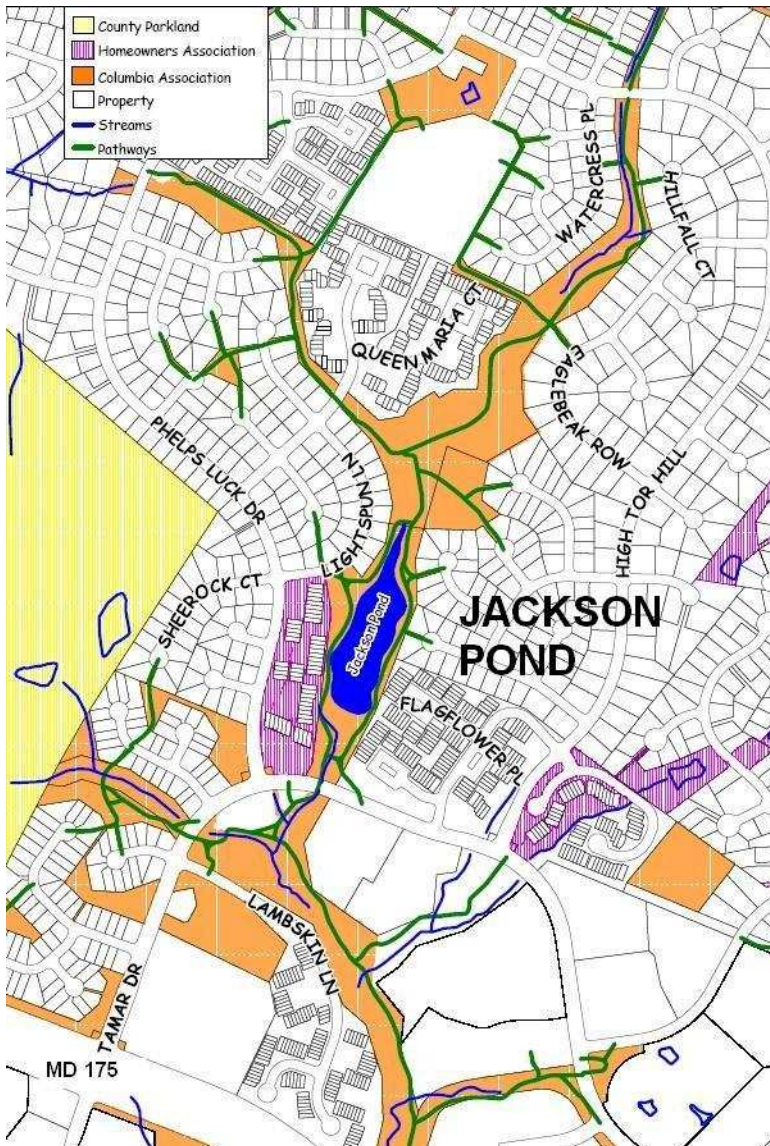 County Parkland
Homeowners Association
Columbia Association
Property
Streams
Pathways
WATERCRESS PL
HILLFALL CT
QUEEN MARIA CT
EAGLEBEAK ROW
PHELPS LUCK DR
LIGHTSPUN LN
HIGH TOR HILL
SHEEROCK CT
Jackson Pond
JACKSON
POND
FLAGFLOWER PL
LAMBSKIN LN
TAMAR DR
MD 175